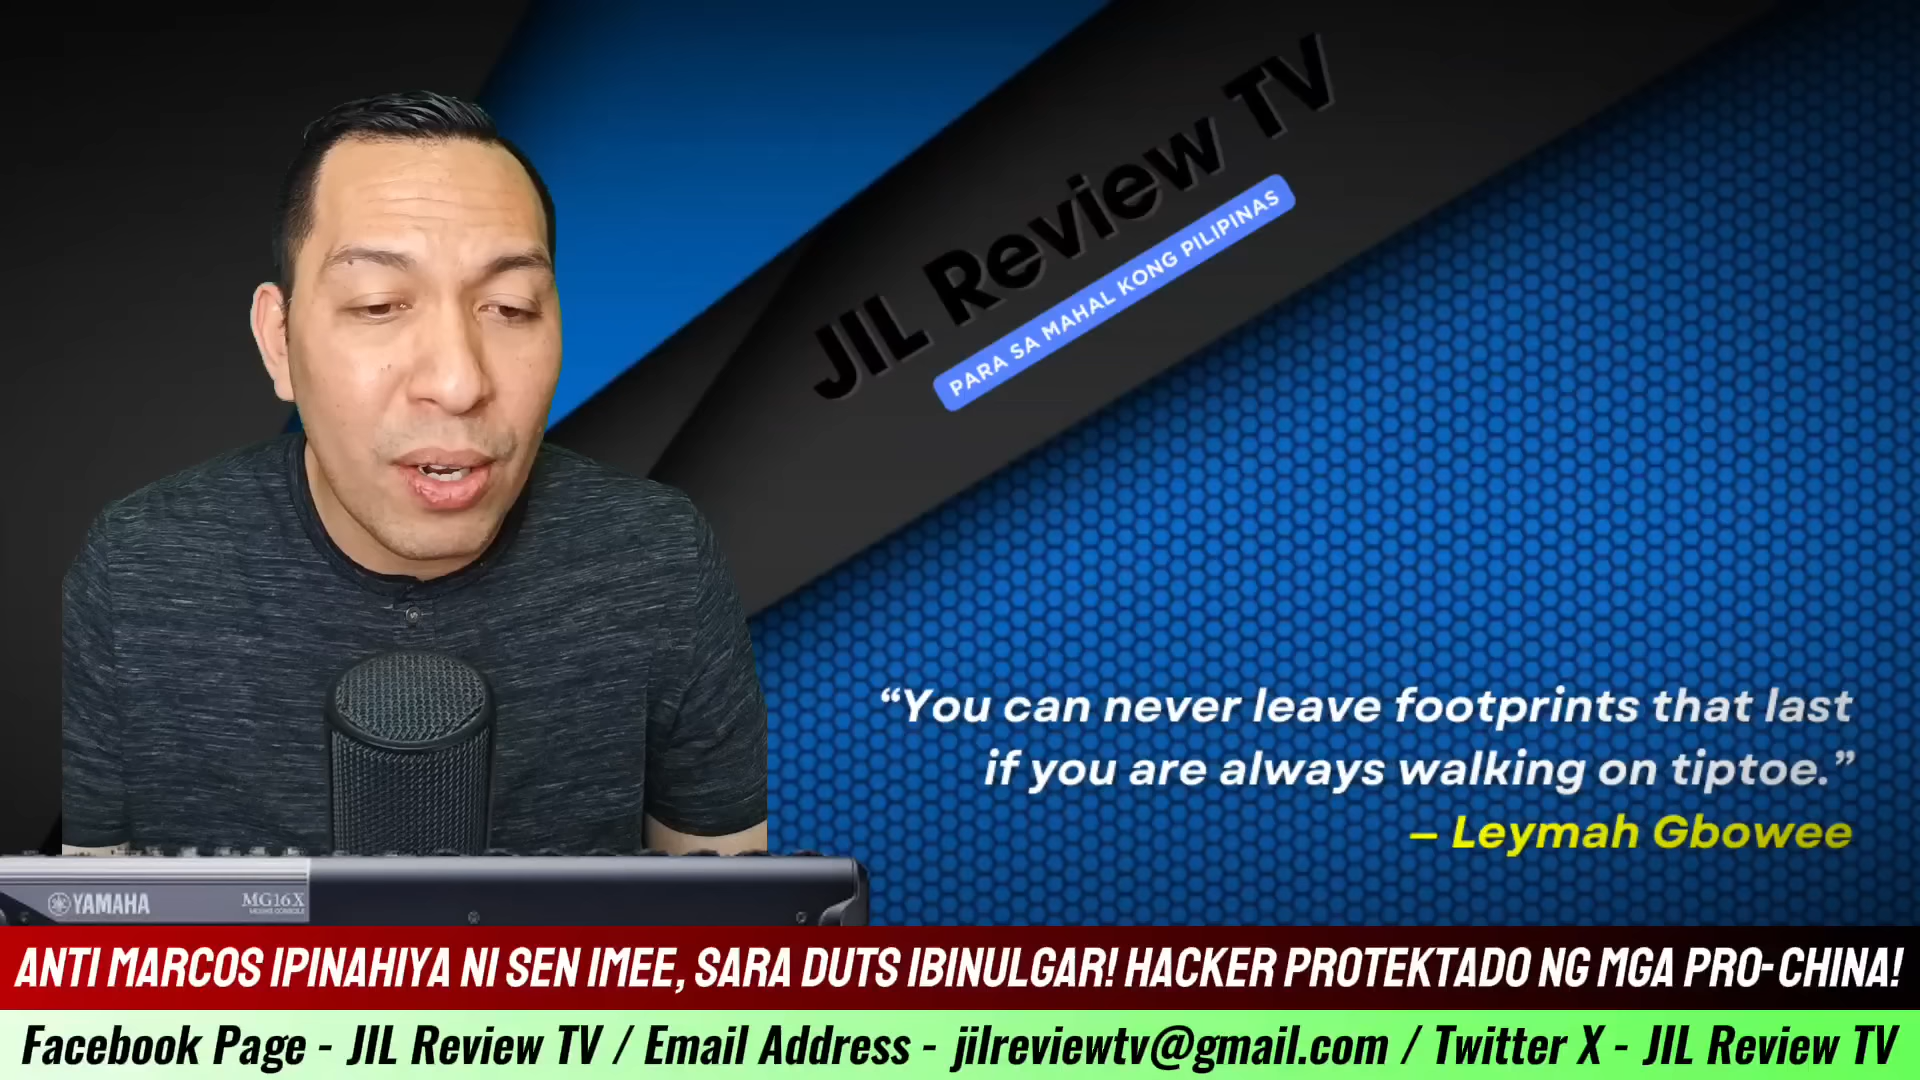 JIL Review TV
PARA SA MAHAL KONG PILIPINAS
“You can never leave footprints that last
if you are always walking on tiptoe.”
– Leymah Gbowee
YAMAHA
MG16X
MIXING CONSOLE
ANTI MARCOS IPINAHIYA NI SEN IMEE, SARA DUTS IBINULGAR! HACKER PROTEKTADO NG MGA PRO-CHINA!
Facebook Page - JIL Review TV / Email Address - jilreviewtv@gmail.com / Twitter X - JIL Review TV